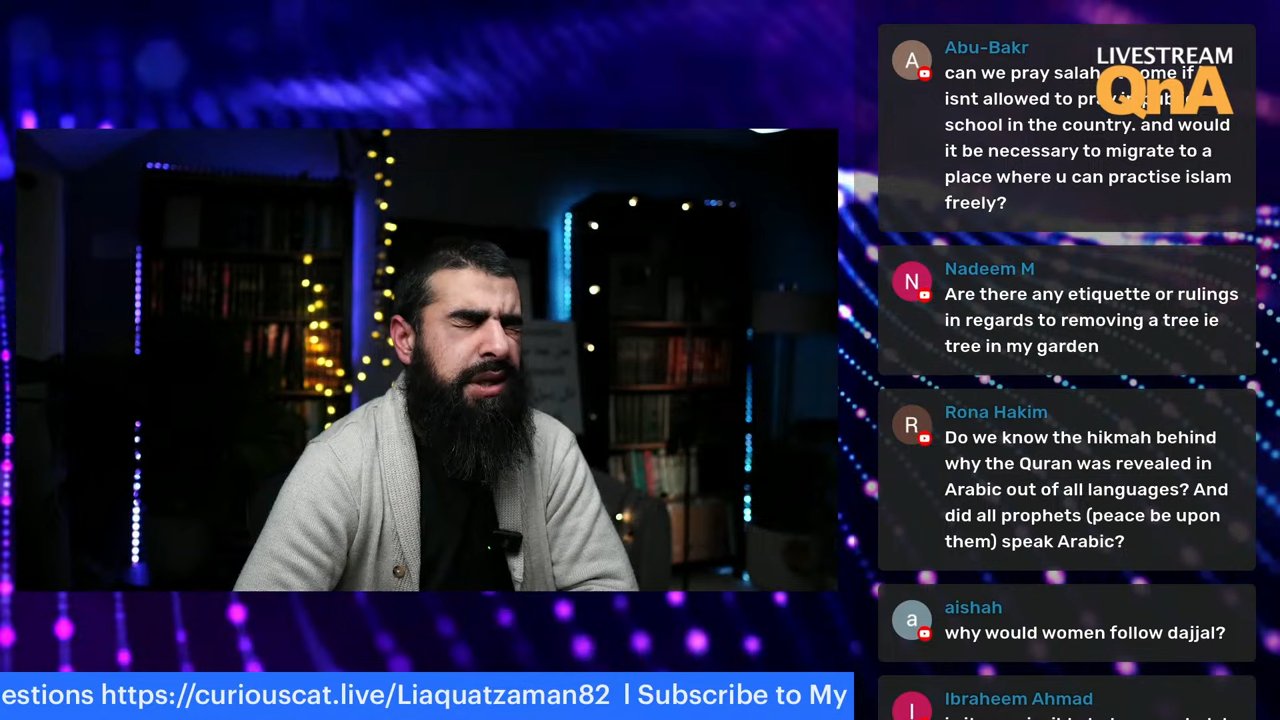 LIVESTREAM
QnA
A
Abu-Bakr
can we pray salah if
isnt allowed to
school in the country. and would
it be necessary to migrate to a
place where u can practise islam
freely?
N
Nadeem M
Are there any etiquette or rulings
in regards to removing a tree ie
tree in my garden
R
Rona Hakim
Do we know the hikmah behind
why the Quran was revealed in
Arabic out of all languages? And
did all prophets (peace be upon
them) speak Arabic?
a
aishah
why would women follow dajjal?
I
Ibraheem Ahmad
estions https://curiouscat.live/Liaquatzaman82 | Subscribe to My